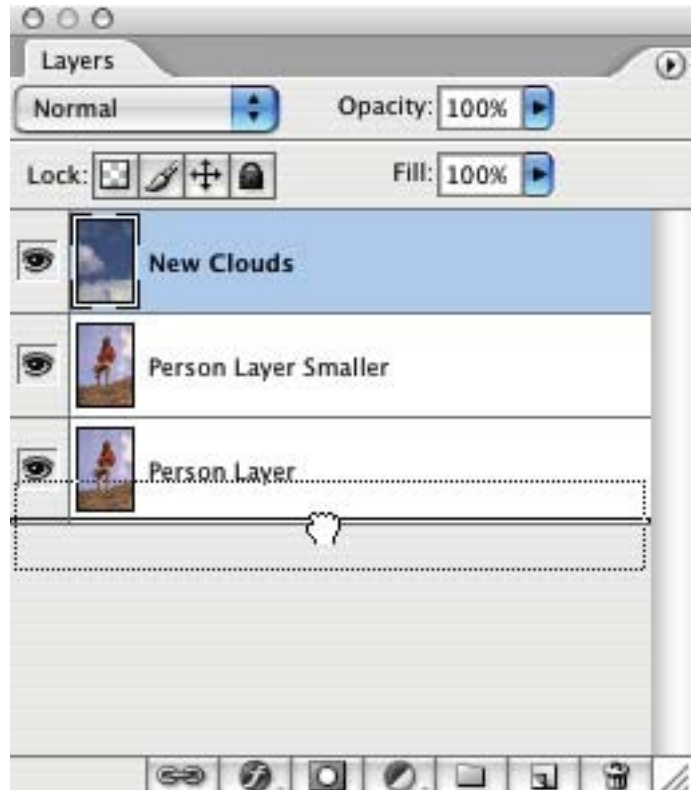 Layers
Normal Opacity: 100%
Lock: Fill: 100%
New Clouds
Person Layer Smaller
Person Layer